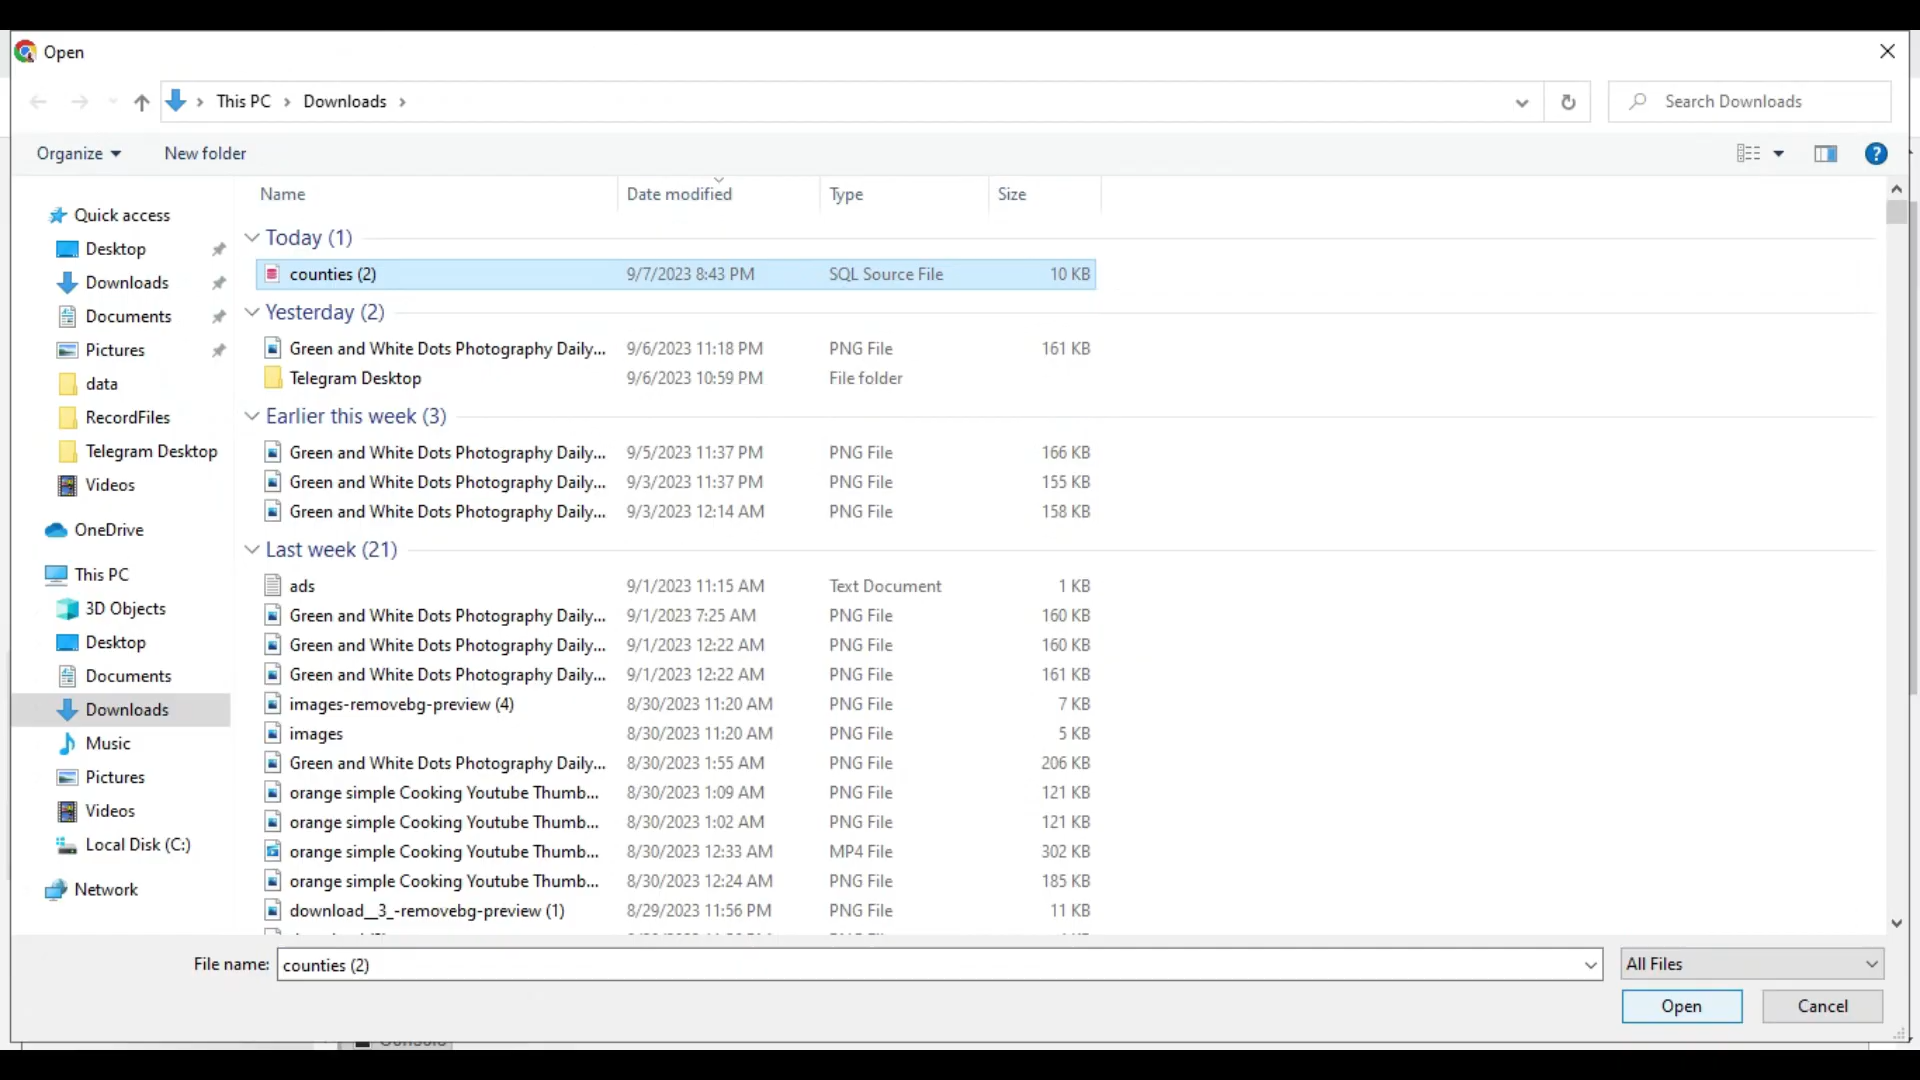 Open
This PC > Downloads >
Search Downloads
Organize
New folder
?
Name
Date modified
Type
Size
Quick access
Desktop
Downloads
Documents
Pictures
data
RecordFiles
Telegram Desktop
Videos
OneDrive
This PC
3D Objects
Desktop
Documents
Downloads
Music
Pictures
Videos
Local Disk (C:)
Network
Today (1)
counties (2) 9/7/2023 8:43 PM SQL Source File 10 KB
Yesterday (2)
Green and White Dots Photography Daily... 9/6/2023 11:18 PM PNG File 161 KB
Telegram Desktop 9/6/2023 10:59 PM File folder
Earlier this week (3)
Green and White Dots Photography Daily... 9/5/2023 11:37 PM PNG File 166 KB
Green and White Dots Photography Daily... 9/3/2023 11:37 PM PNG File 155 KB
Green and White Dots Photography Daily... 9/3/2023 12:14 AM PNG File 158 KB
Last week (21)
ads 9/1/2023 11:15 AM Text Document 1 KB
Green and White Dots Photography Daily... 9/1/2023 7:25 AM PNG File 160 KB
Green and White Dots Photography Daily... 9/1/2023 12:22 AM PNG File 160 KB
Green and White Dots Photography Daily... 9/1/2023 12:22 AM PNG File 161 KB
images-removebg-preview (4) 8/30/2023 11:20 AM PNG File 7 KB
images 8/30/2023 11:20 AM PNG File 5 KB
Green and White Dots Photography Daily... 8/30/2023 1:55 AM PNG File 206 KB
orange simple Cooking Youtube Thumb... 8/30/2023 1:09 AM PNG File 121 KB
orange simple Cooking Youtube Thumb... 8/30/2023 1:02 AM PNG File 121 KB
orange simple Cooking Youtube Thumb... 8/30/2023 12:33 AM MP4 File 302 KB
orange simple Cooking Youtube Thumb... 8/30/2023 12:24 AM PNG File 185 KB
download__3_-removebg-preview (1) 8/29/2023 11:56 PM PNG File 11 KB
File name: counties (2)
All Files
Open
Cancel